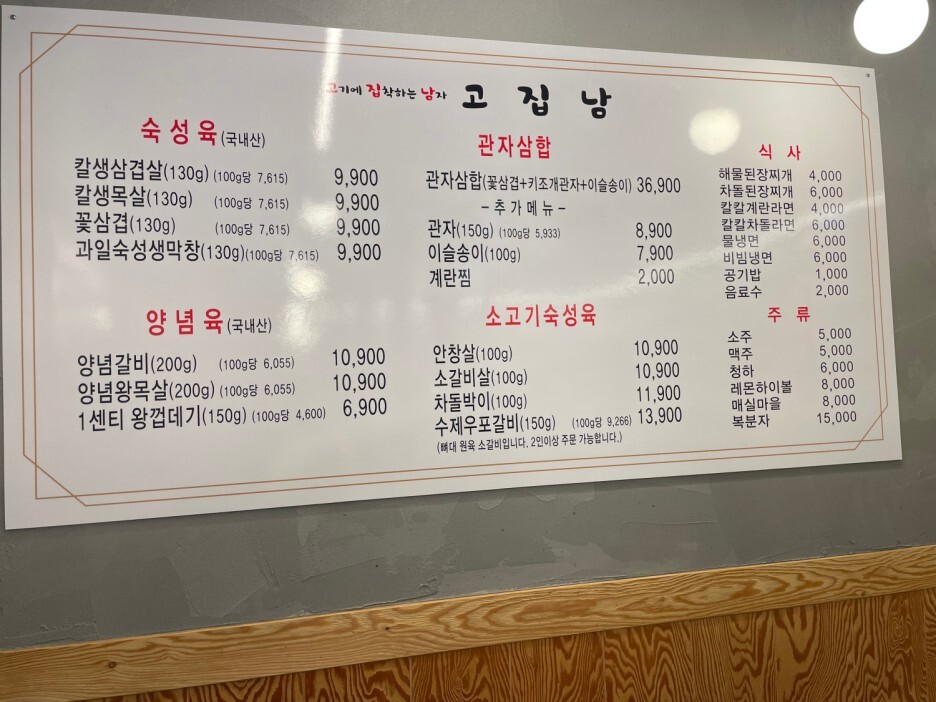 고기에 집착하는 남자 고집남
숙성육(국내산)
칼생삼겹살(130g) (100g당 7,615) 9,900
칼생목살(130g) (100g당 7,615) 9,900
꽃삼겹(130g) (100g당 7,615) 9,900
과일숙성생막창(130g)(100g당 7,615) 9,900
양념육(국내산)
양념갈비(200g) (100g당 6,055) 10,900
양념왕목살(200g) (100g당 6,055) 10,900
1센티 왕껍데기(150g) (100g당 4,600) 6,900
관자삼합
관자삼합(꽃삼겹+키조개관자+이슬송이) 36,900
-추가메뉴-
관자(150g) (100g당 5,933) 8,900
이슬송이(100g) 7,900
계란찜 2,000
소고기숙성육
안창살(100g) 10,900
소갈비살(100g) 10,900
차돌박이(100g) 11,900
수제우포갈비(150g) (100g당 9,266) 13,900
(뼈대 원육 소갈비입니다. 2인이상 주문 가능합니다.)
식사
해물된장찌개 4,000
차돌된장찌개 6,000
칼칼계란라면 4,000
칼칼차돌라면 6,000
물냉면 6,000
비빔냉면 6,000
공기밥 1,000
음료수 2,000
주류
소주 5,000
맥주 5,000
청하 6,000
레몬하이볼 8,000
매실마을 8,000
복분자 15,000